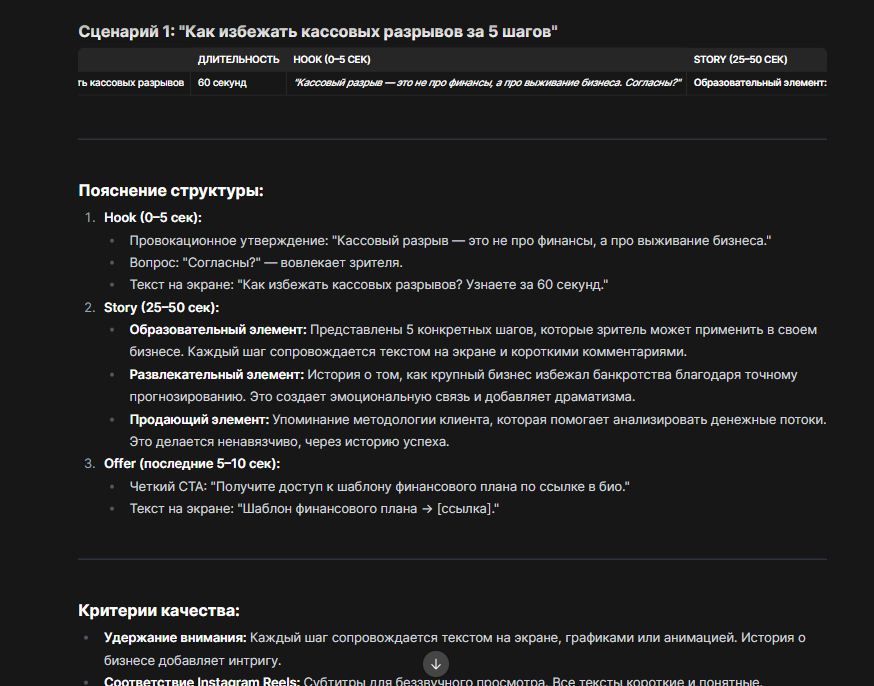 Сценарий 1: "Как избежать кассовых разрывов за 5 шагов"
ДЛИТЕЛЬНОСТЬ HOOK (0–5 СЕК) STORY (25–50 СЕК)
кассовых разрывов 60 секунд "Кассовый разрыв — это не про финансы, а про выживание бизнеса. Согласны?" Образовательный элемент:
Пояснение структуры:
1. Hook (0–5 сек):
• Провокационное утверждение: "Кассовый разрыв — это не про финансы, а про выживание бизнеса."
• Вопрос: "Согласны?" — вовлекает зрителя.
• Текст на экране: "Как избежать кассовых разрывов? Узнаете за 60 секунд."
2. Story (25–50 сек):
• Образовательный элемент: Представлены 5 конкретных шагов, которые зритель может применить в своем
бизнесе. Каждый шаг сопровождается текстом на экране и короткими комментариями.
• Развлекательный элемент: История о том, как крупный бизнес избежал банкротства благодаря точному
прогнозированию. Это создает эмоциональную связь и добавляет драматизма.
• Продающий элемент: Упоминание методологии клиента, которая помогает анализировать денежные потоки.
Это делается ненавязчиво, через историю успеха.
3. Offer (последние 5–10 сек):
• Четкий CTA: "Получите доступ к шаблону финансового плана по ссылке в био."
• Текст на экране: "Шаблон финансового плана → [ссылка]."
Критерии качества:
• Удержание внимания: Каждый шаг сопровождается текстом на экране, графиками или анимацией. История о
бизнесе добавляет интригу.
• Соответствие Instagram Reels: Субтитры для беззвучного просмотра. Все тексты короткие и понятные.